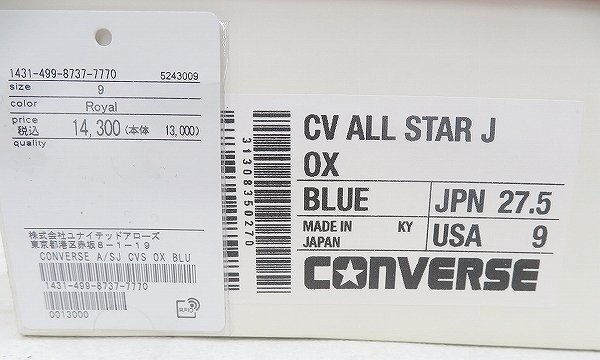 1431-499-8737-7770 5243009
size 9
color Royal
price
税込 14,300(本体 13,000)
quality
株式会社ユナイテッドアローズ
東京都港区赤坂8-1-19
CONVERSE A/SJ CVS OX BLU
1431-499-8737-7770
0013000
RFID
31308350270
CV ALL STAR J
OX
BLUE JPN 27.5
MADE IN KY
JAPAN USA 9
CONVERSE